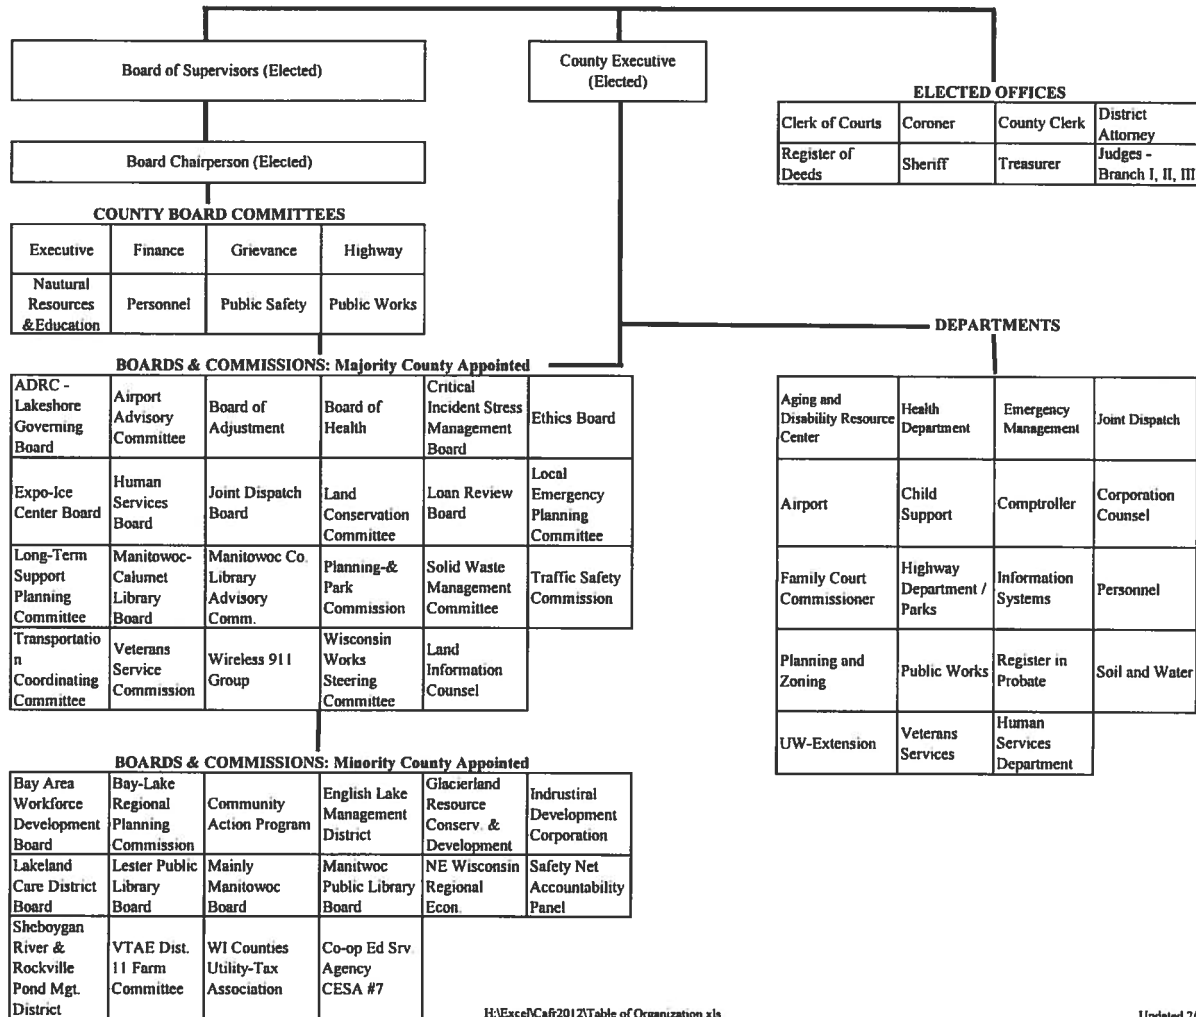 Board of Supervisors (Elected)
County Executive
(Elected)
ELECTED OFFICES
Clerk of Courts
Coroner
County Clerk
District
Attorney
Register of
Deeds
Sheriff
Treasurer
Judges -
Branch I, II, III
Board Chairperson (Elected)
COUNTY BOARD COMMITTEES
Executive
Finance
Grievance
Highway
Nautural
Resources
&Education
Personnel
Public Safety
Public Works
DEPARTMENTS
BOARDS & COMMISSIONS: Majority County Appointed
ADRC -
Lakeshore
Governing
Board
Airport
Advisory
Committee
Board of
Adjustment
Board of
Health
Critical
Incident Stress
Management
Board
Ethics Board
Expo-Ice
Center Board
Human
Services
Board
Joint Dispatch
Board
Land
Conservation
Committee
Loan Review
Board
Local
Emergency
Planning
Committee
Long-Term
Support
Planning
Committee
Manitowoc-
Calumet
Library
Board
Manitowoc Co.
Library
Advisory
Comm.
Planning-&
Park
Commission
Solid Waste
Management
Committee
Traffic Safety
Commission
Transportatio
n
Coordinating
Committee
Veterans
Service
Commission
Wireless 911
Group
Wisconsin
Works
Steering
Committee
Land
Information
Counsel
Aging and
Disability Resource
Center
Health
Department
Emergency
Management
Joint Dispatch
Airport
Child
Support
Comptroller
Corporation
Counsel
Family Court
Commissioner
Highway
Department /
Parks
Information
Systems
Personnel
Planning and
Zoning
Public Works
Register in
Probate
Soil and Water
UW-Extension
Veterans
Services
Human
Services
Department
BOARDS & COMMISSIONS: Minority County Appointed
Bay Area
Workforce
Development
Board
Bay-Lake
Regional
Planning
Commission
Community
Action Program
English Lake
Management
District
Glacierland
Resource
Conserv. &
Development
Indrustiral
Development
Corporation
Lakeland
Care District
Board
Lester Public
Library
Board
Mainly
Manitowoc
Board
Manitwoc
Public Library
Board
NE Wisconsin
Regional
Econ.
Safety Net
Accountability
Panel
Sheboygan
River &
Rockville
Pond Mgt.
District
VTAE Dist.
11 Farm
Committee
WI Counties
Utility-Tax
Association
Co-op Ed Srv.
Agency
CESA #7
H:\Excel\Cafr2012\Table of Organization.xls
Updated